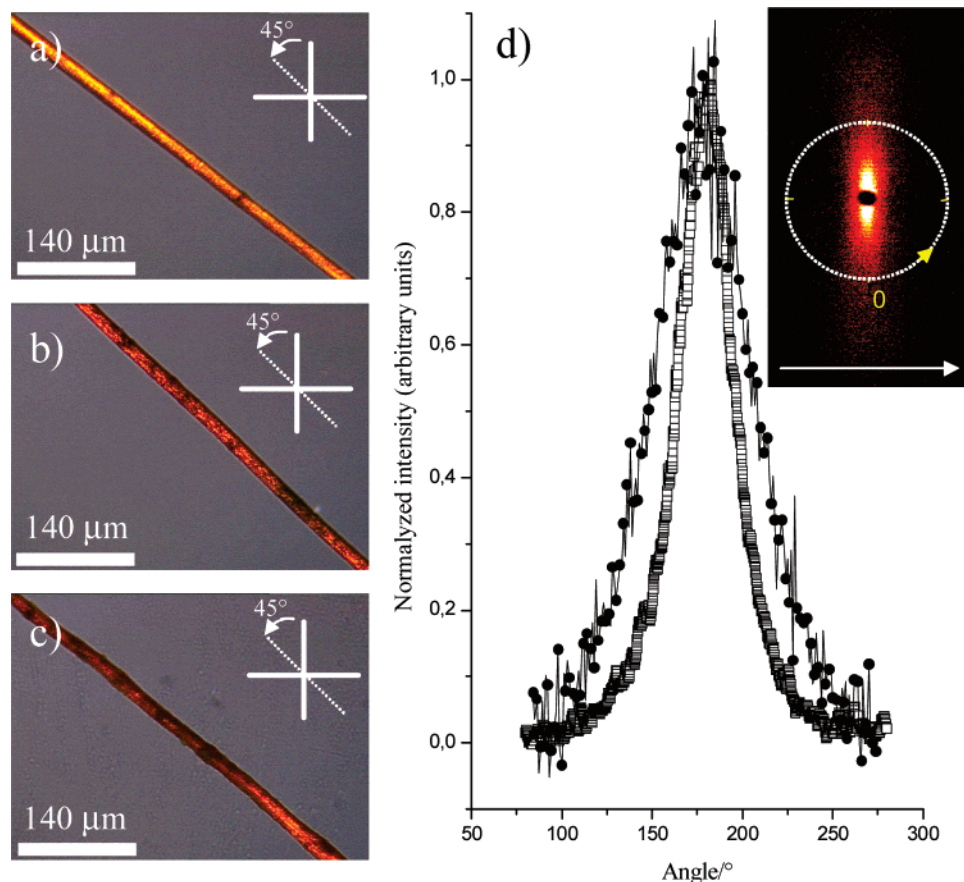 a)
45°
140 µm
b)
45°
140 µm
c)
45°
140 µm
d)
Normalyzed intensity (arbitrary units)
1,0
0,8
0,6
0,4
0,2
0,0
50 100 150 200 250 300
Angle/°
0